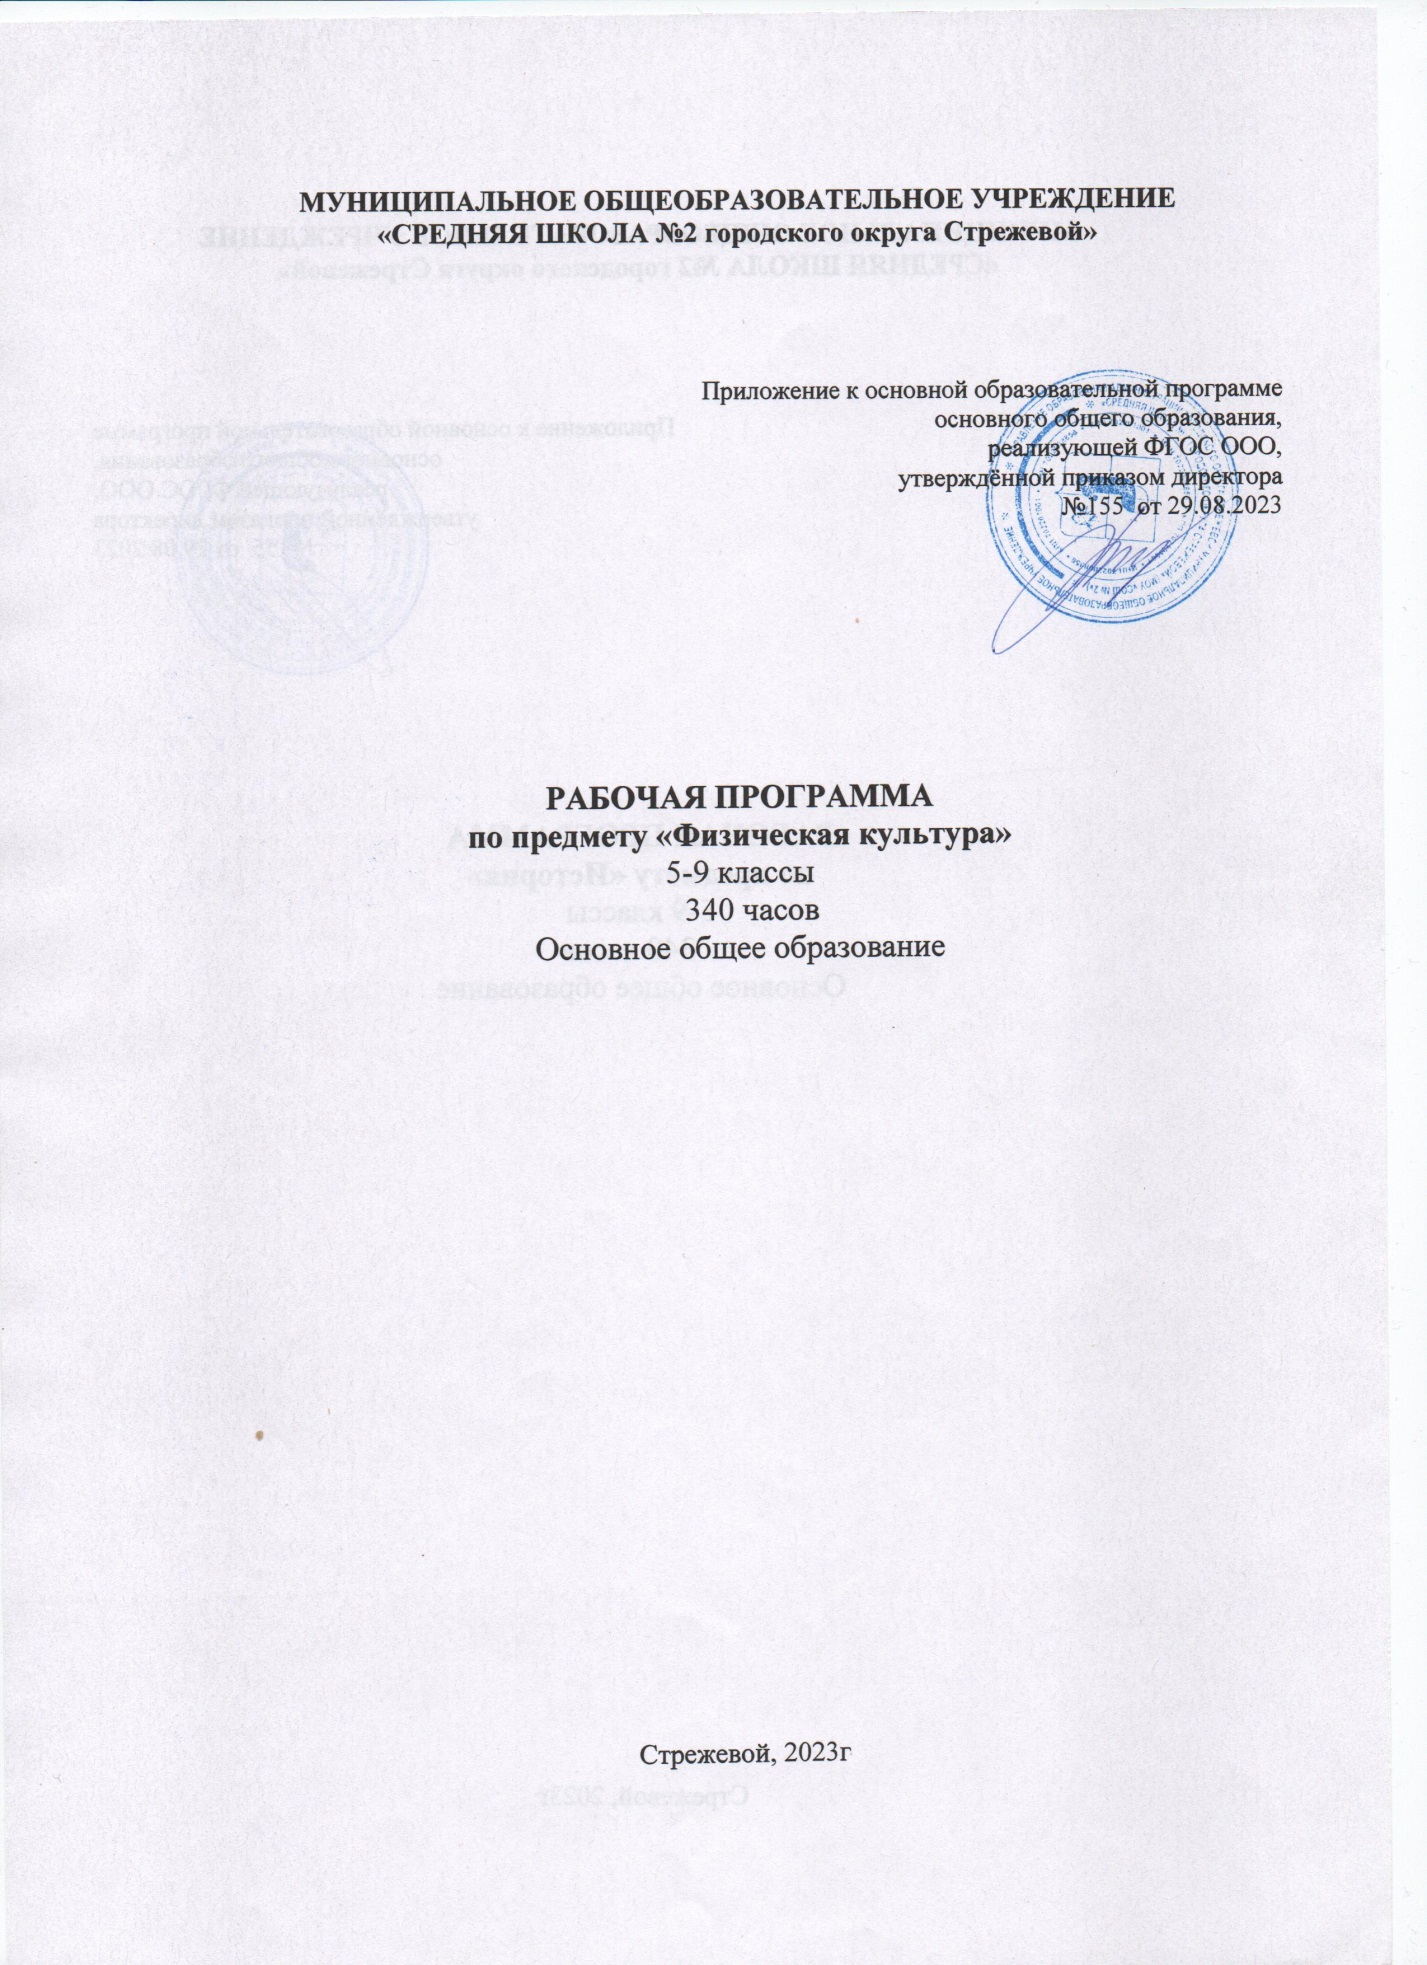 МУНИЦИПАЛЬНОЕ ОБЩЕОБРАЗОВАТЕЛЬНОЕ УЧРЕЖДЕНИЕ
«СРЕДНЯЯ ШКОЛА №2 городского округа Стрежевой»
Приложение к основной образовательной программе
основного общего образования,
реализующей ФГОС ООО,
утверждённой приказом директора
№155 от 29.08.2023
РАБОЧАЯ ПРОГРАММА
по предмету «Физическая культура»
5-9 классы
340 часов
Основное общее образование
Стрежевой, 2023г